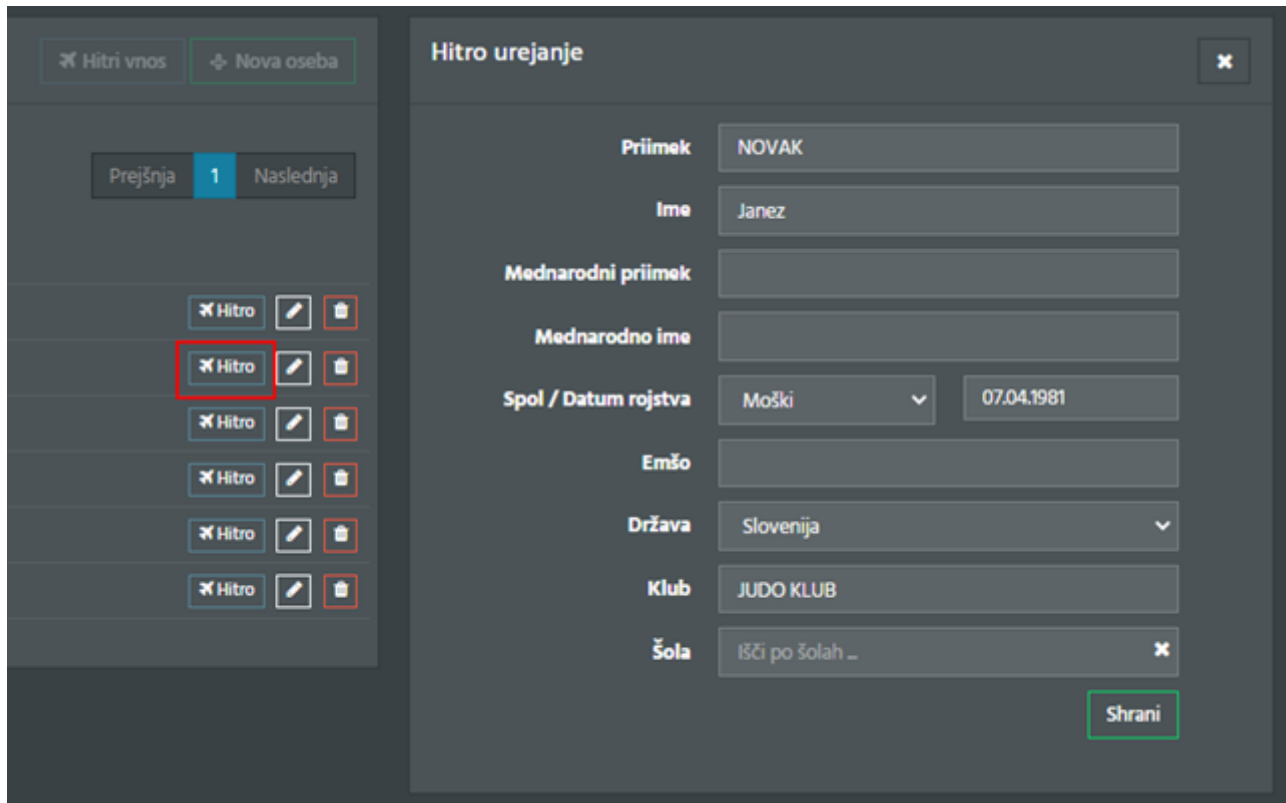 Hitri vnos
Nova oseba
Prejšnja 1 Naslednja
Hitro
Hitro
Hitro
Hitro
Hitro
Hitro
Hitro urejanje
Priimek NOVAK
Ime Janez
Mednarodni priimek
Mednarodno ime
Spol / Datum rojstva Moški 07.04.1981
Emšo
Država Slovenija
Klub JUDO KLUB
Šola Išči po šolah ...
Shrani